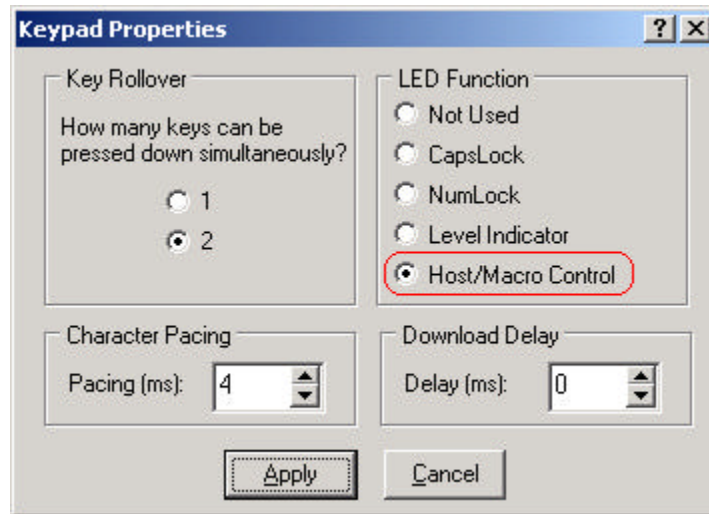 Keypad Properties
Key Rollover
How many keys can be
pressed down simultaneously?
1
2
LED Function
Not Used
CapsLock
NumLock
Level Indicator
Host/Macro Control
Character Pacing
Pacing (ms): 4
Download Delay
Delay (ms): 0
Apply
Cancel